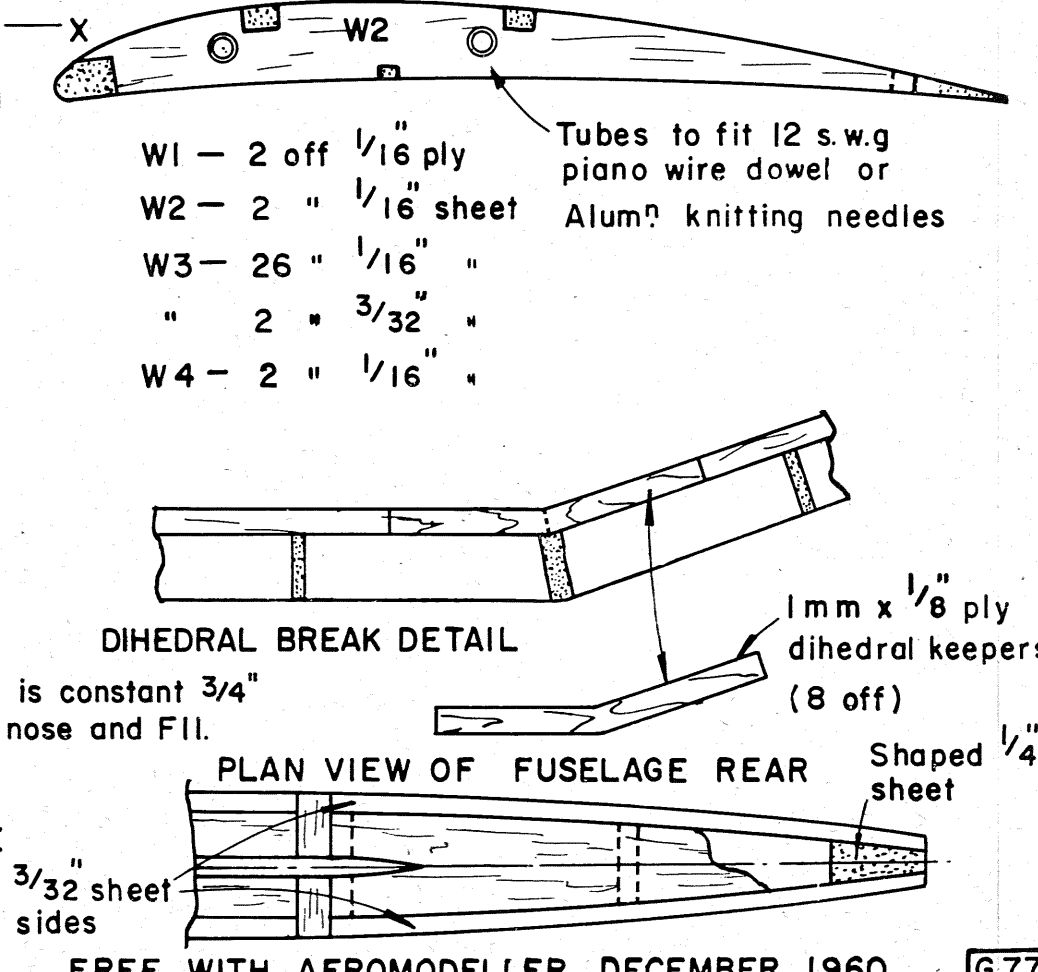 X
W2
Tubes to fit 12 s.w.g
piano wire dowel or
Alumn. knitting needles
W1 — 2 off 1/16" ply
W2 — 2 " 1/16" sheet
W3 — 26 " 1/16" "
" 2 " 3/32" "
W4 — 2 " 1/16" "
DIHEDRAL BREAK DETAIL
1mm x 1/8" ply
dihedral keepers
(8 off)
is constant 3/4"
nose and F11.
PLAN VIEW OF FUSELAGE REAR
Shaped 1/4"
sheet
3/32" sheet
sides
FREE WITH AEROMODELLER DECEMBER 1960
G.77